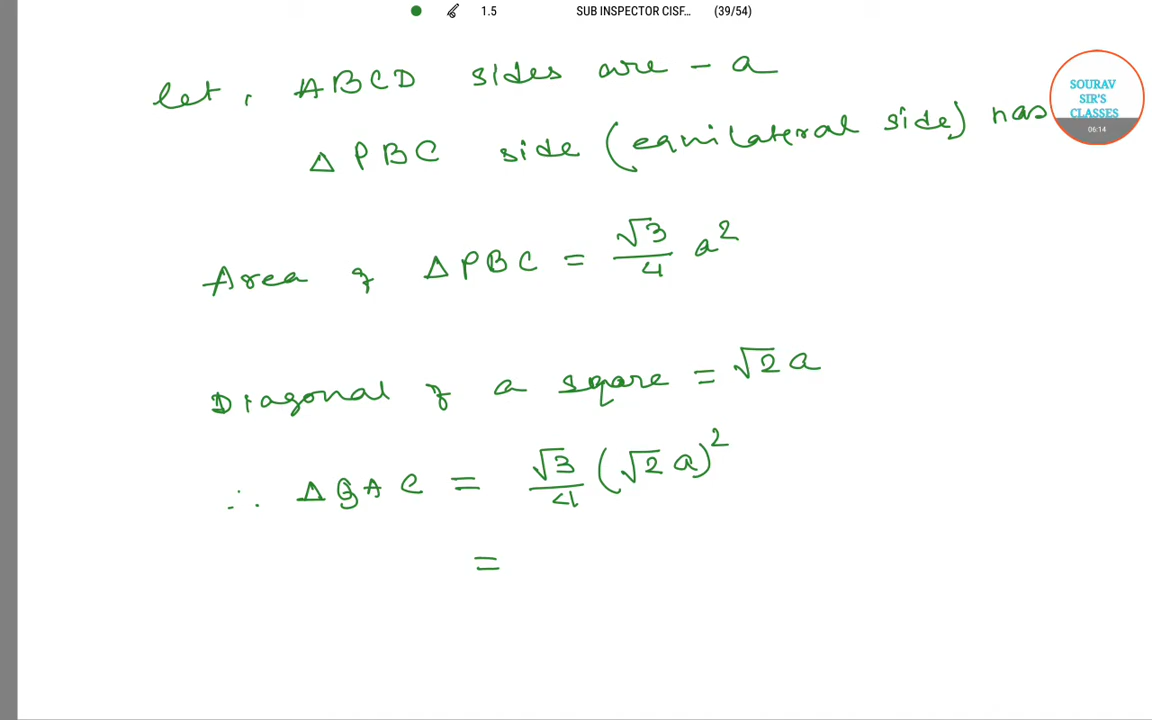 1.5 SUB INSPECTOR CISF... (39/54)
let, ABCD sides are - a
SOURAV
SIR'S
CLASSES
06:14
Δ PBC side (equilateral side) has
Area of Δ PBC = √3/4 a²
Diagonal of a sqare = √2 a
∴ Δ QAC = √3/4 (√2 a)²
=